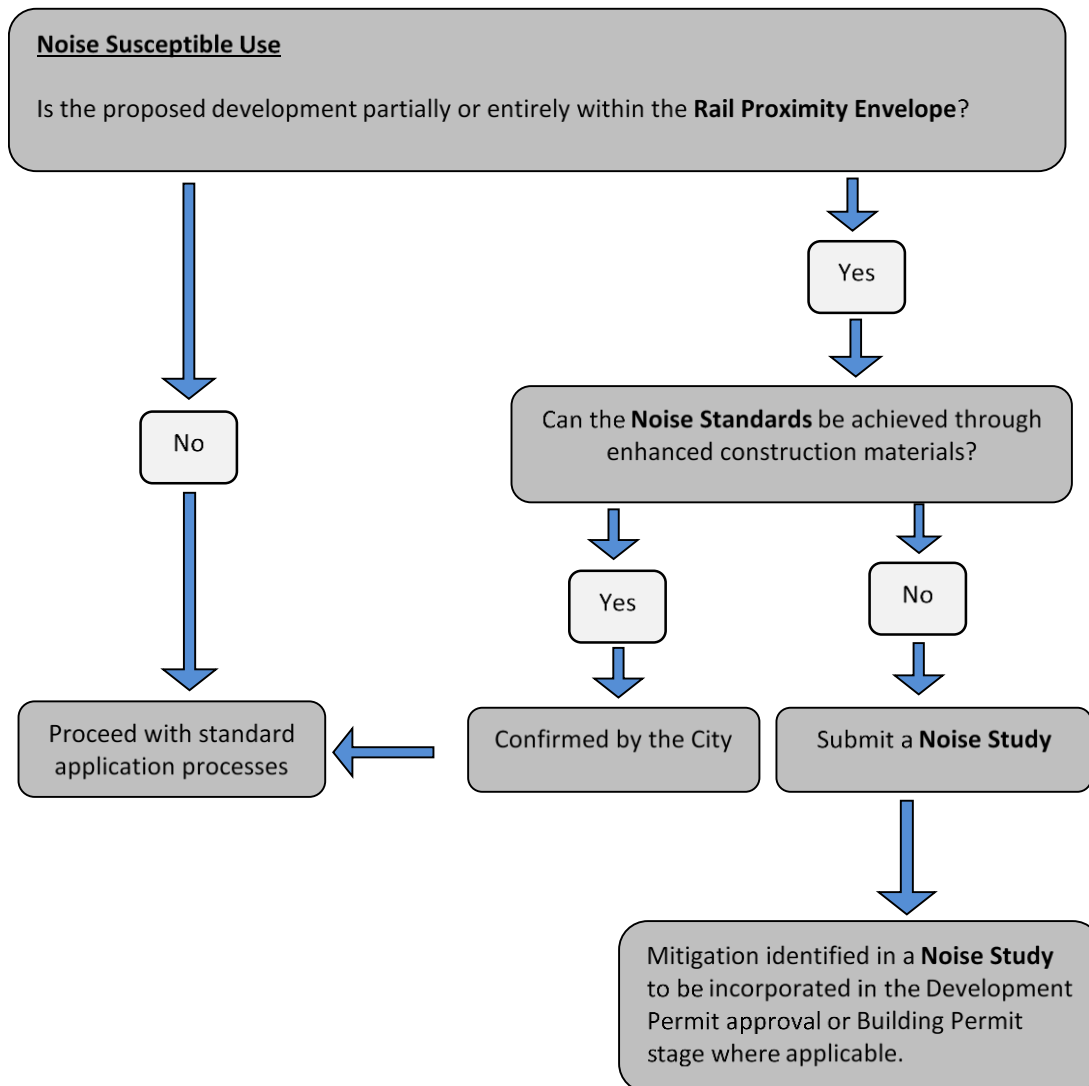 Noise Susceptible Use
Is the proposed development partially or entirely within the Rail Proximity Envelope?
Yes
Can the Noise Standards be achieved through
enhanced construction materials?
No
Yes
No
Proceed with standard
application processes
Confirmed by the City
Submit a Noise Study
Mitigation identified in a Noise Study
to be incorporated in the Development
Permit approval or Building Permit
stage where applicable.